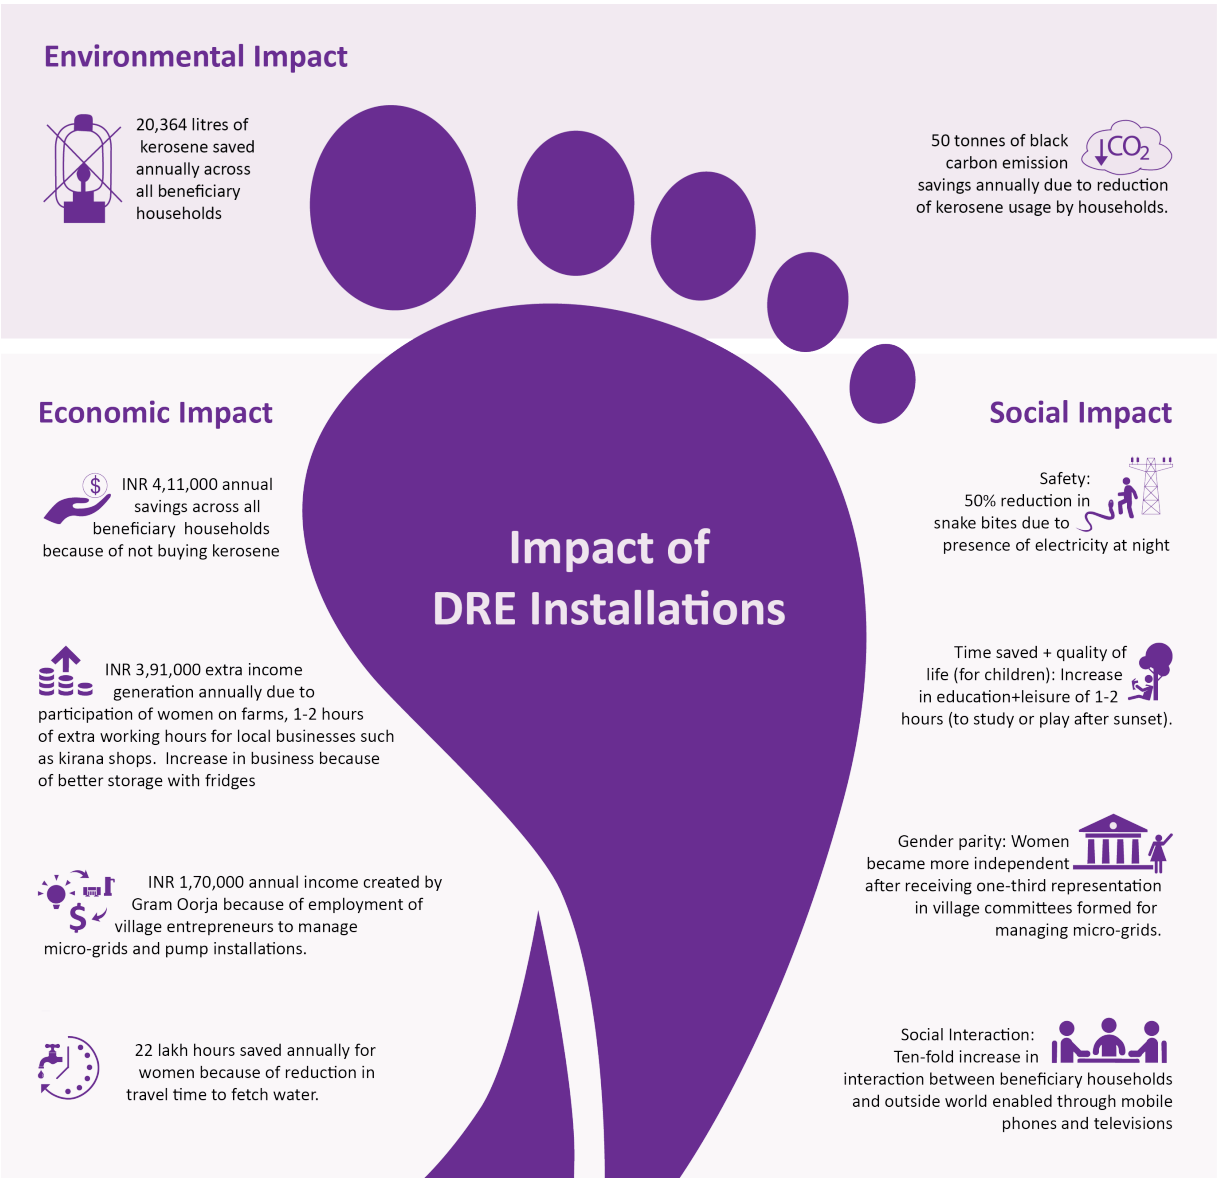 Environmental Impact
20,364 litres of
kerosene saved
annually across
all beneficiary
households
50 tonnes of black
carbon emission
savings annually due to reduction
of kerosene usage by households.
CO2
Economic Impact
$
INR 4,11,000 annual
savings across all
beneficiary households
because of not buying kerosene
INR 3,91,000 extra income
generation annually due to
participation of women on farms, 1-2 hours
of extra working hours for local businesses such
as kirana shops. Increase in business because
of better storage with fridges
$
INR 1,70,000 annual income created by
Gram Oorja because of employment of
village entrepreneurs to manage
micro-grids and pump installations.
22 lakh hours saved annually for
women because of reduction in
travel time to fetch water.
Impact of
DRE Installations
Social Impact
Safety:
50% reduction in
snake bites due to
presence of electricity at night
Time saved + quality of
life (for children): Increase
in education+leisure of 1-2
hours (to study or play after sunset).
Gender parity: Women
became more independent
after receiving one-third representation
in village committees formed for
managing micro-grids.
Social Interaction:
Ten-fold increase in
interaction between beneficiary households
and outside world enabled through mobile
phones and televisions